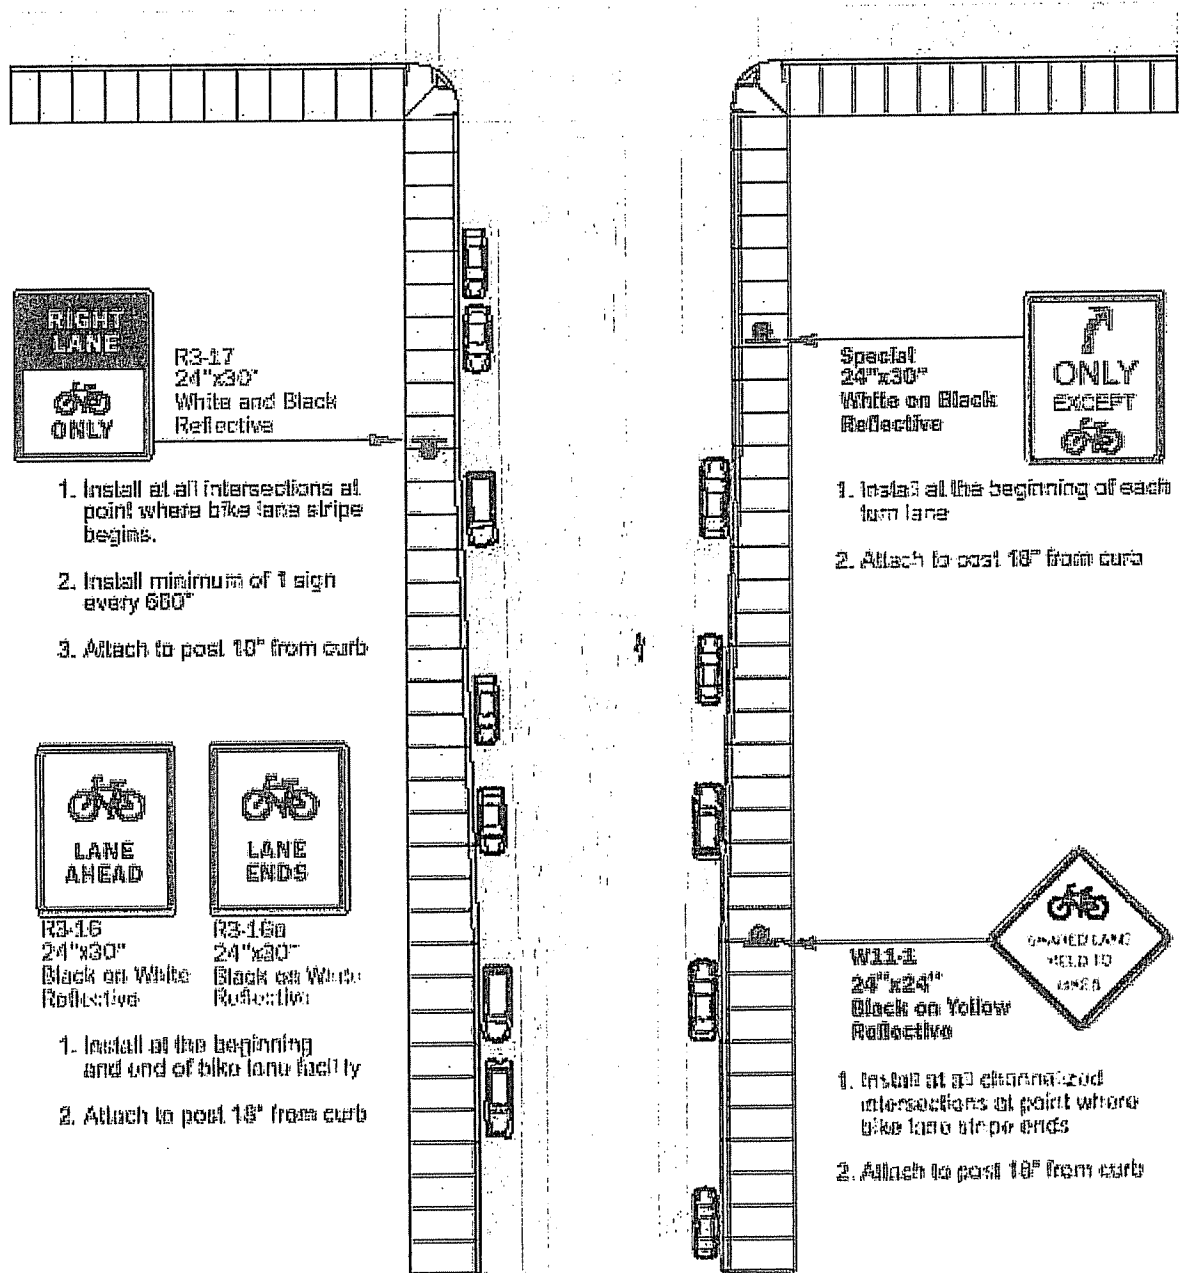 RIGHT
LANE
ONLY
R3-17
24"x30"
White and Black
Reflective
1. Install at all intersections at
point where bike lane stripe
begins.
2. Install minimum of 1 sign
every 660"
3. Attach to post 18" from curb
LANE
AHEAD
R3-16
24"x30"
Black on White
Reflective
LANE
ENDS
R3-16a
24"x30"
Black on White
Reflective
1. Install at the beginning
and end of bike lane facility
2. Attach to post 18" from curb
ONLY
EXCEPT
Special
24"x30"
White on Black
Reflective
1. Install at the beginning of each
turn lane
2. Attach to post 18" from curb
SHARED LANE
YIELD TO
BIKES
W11-1
24"x24"
Black on Yellow
Reflective
1. Install at all channelized
intersections at point where
bike lane stripe ends
2. Attach to post 18" from curb